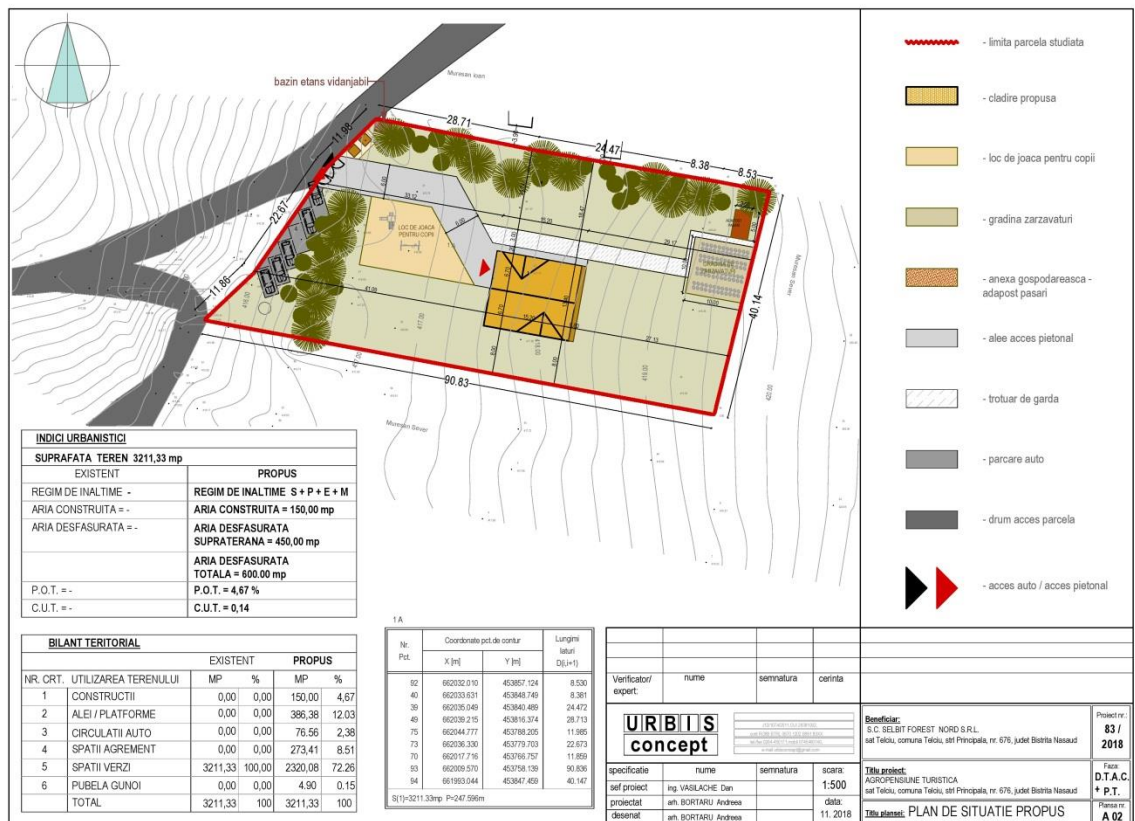 bazin etans vidanjabil
Muresan Ioan
28.71
24.47
8.38
8.53
11.98
22.67
11.86
90.83
40.14
LOC DE JOACA
PENTRU COPII
Muresan Sever
Muresan Sever
416.00
417.00
418.00
419.00
420.00
- limita parcela studiata
- cladire propusa
- loc de joaca pentru copii
- gradina zarzavaturi
- anexa gospodareasca -
adapost pasari
- alee acces pietonal
- trotuar de garda
- parcare auto
- drum acces parcela
- acces auto / acces pietonal
INDICI URBANISTICI
SUPRAFATA TEREN 3211,33 mp
EXISTENT PROPUS
REGIM DE INALTIME - REGIM DE INALTIME S + P + E + M
ARIA CONSTRUITA = - ARIA CONSTRUITA = 150,00 mp
ARIA DESFASURATA = - ARIA DESFASURATA
SUPRATERANA = 450,00 mp
ARIA DESFASURATA
TOTALA = 600.00 mp
P.O.T. = - P.O.T. = 4,67 %
C.U.T. = - C.U.T. = 0,14
BILANT TERITORIAL
EXISTENT PROPUS
NR. CRT. UTILIZAREA TERENULUI MP % MP %
1 CONSTRUCTII 0,00 0,00 150,00 4,67
2 ALEI / PLATFORME 0,00 0,00 386,38 12.03
3 CIRCULATII AUTO 0,00 0,00 76.56 2.38
4 SPATII AGREMENT 0,00 0,00 273,41 8.51
5 SPATII VERZI 3211,33 100,00 2320,08 72.26
6 PUBELA GUNOI 0,00 0,00 4.90 0.15
TOTAL 3211,33 100 3211,33 100
1 A
Nr. Pct. Coordonate pct.de contur Lungimi laturi
X [m] Y [m] D(i,i+1)
92 662032.010 453857.124 8.530
40 662033.631 453848.749 8.381
39 662035.049 453840.489 24.472
49 662039.215 453816.374 28.713
75 662044.777 453788.205 11.985
73 662036.330 453779.703 22.673
70 662017.716 453766.757 11.859
93 662009.570 453758.139 90.836
94 661993.044 453847.459 40.147
S(1)=3211.33mp P=247.596m
Verificator/
expert: nume semnatura cerinta
URBIS
concept
specificatie nume semnatura scara:
1:500
sef proiect ing. VASILACHE Dan
proiectat arh. BORTARU Andreea data:
11. 2018
desenat arh. BORTARU Andreea
Beneficiar:
S.C. SELBIT FOREST NORD S.R.L.
sat Telciu, comuna Telciu, str Principala, nr. 676, judet Bistrita Nasaud
Proiect nr.:
83 /
2018
Titlu proiect:
AGROPENSIUNE TURISTICA
sat Telciu, comuna Telciu, strl Principala, nr. 676, judet Bistrita Nasaud
Faza:
D.T.A.C.
+ P.T.
Titlu plansei: PLAN DE SITUATIE PROPUS
Plansa nr.
A 02